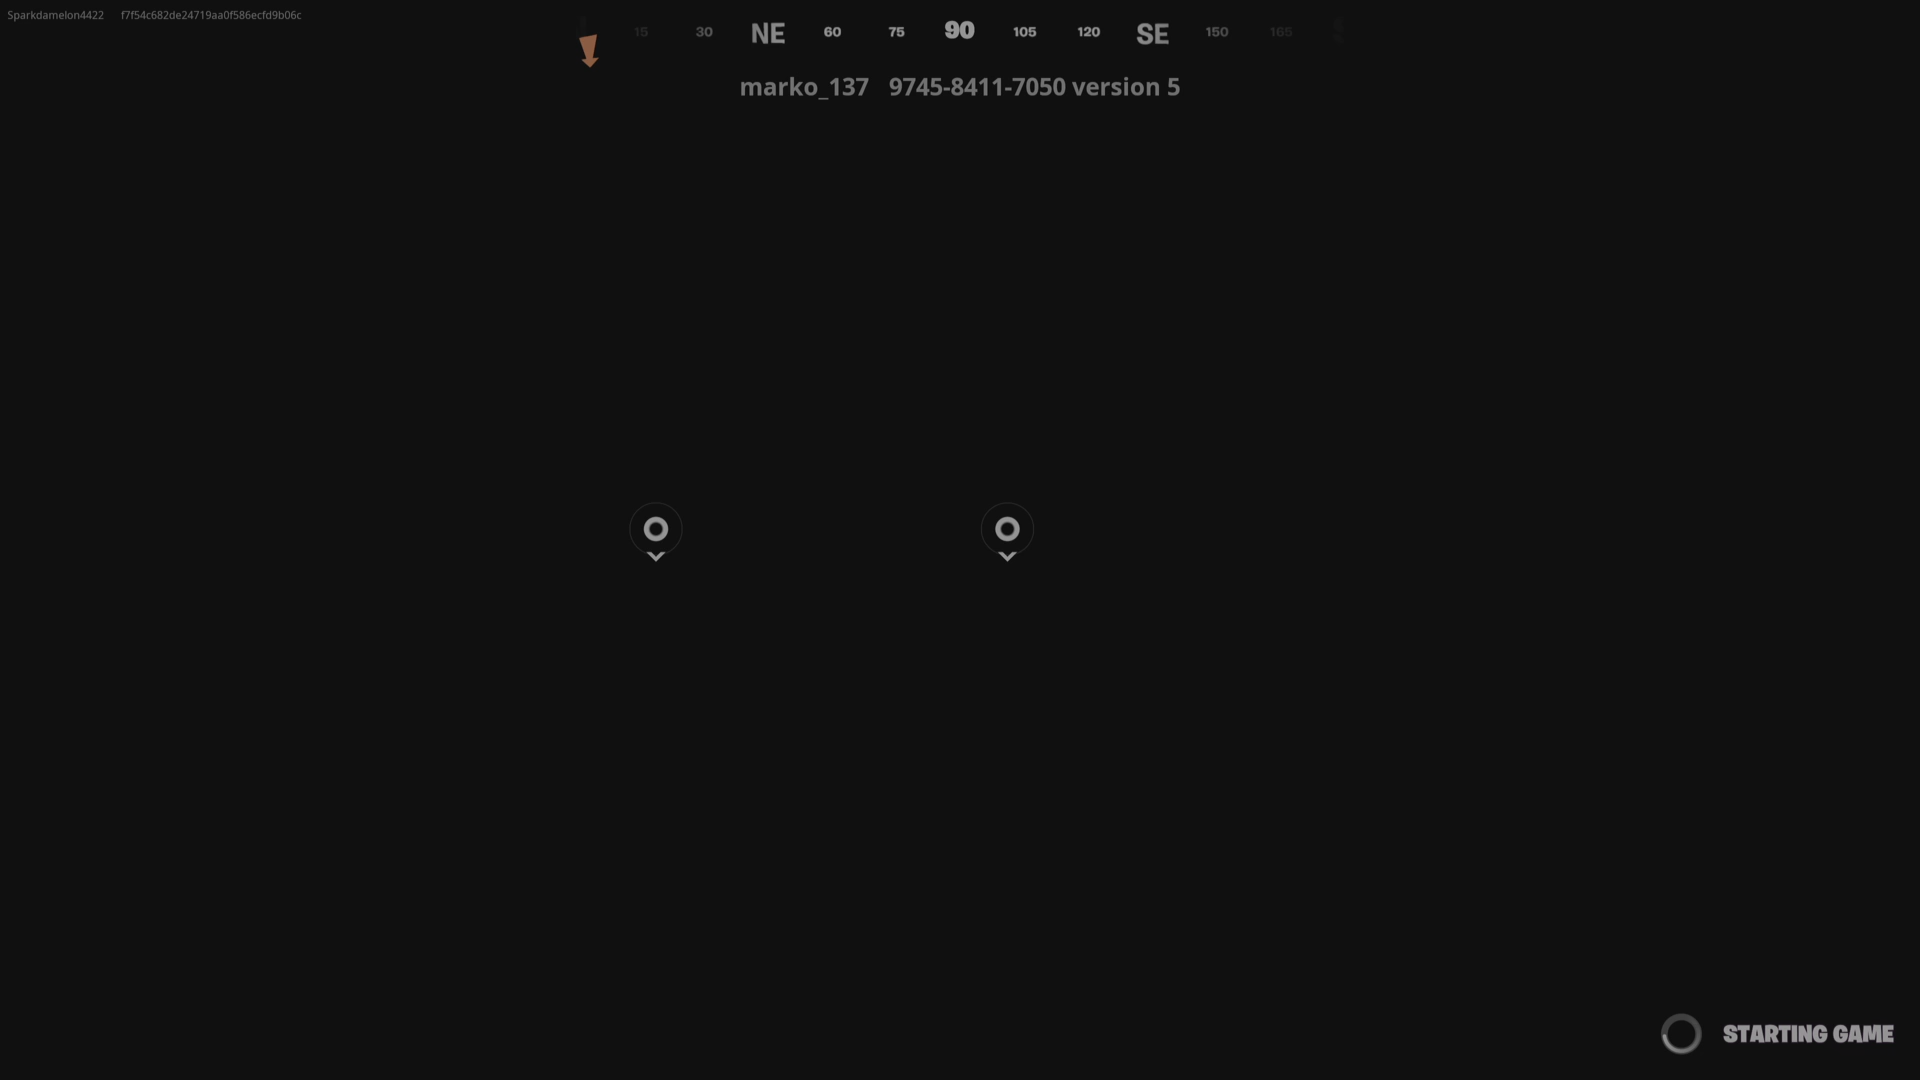 Sparkdamelon4422 f7f54c682de24719aa0f586ecfd9b06c
15 30 NE 60 75 90 105 120 SE 150 165
marko_137 9745-8411-7050 version 5
STARTING GAME